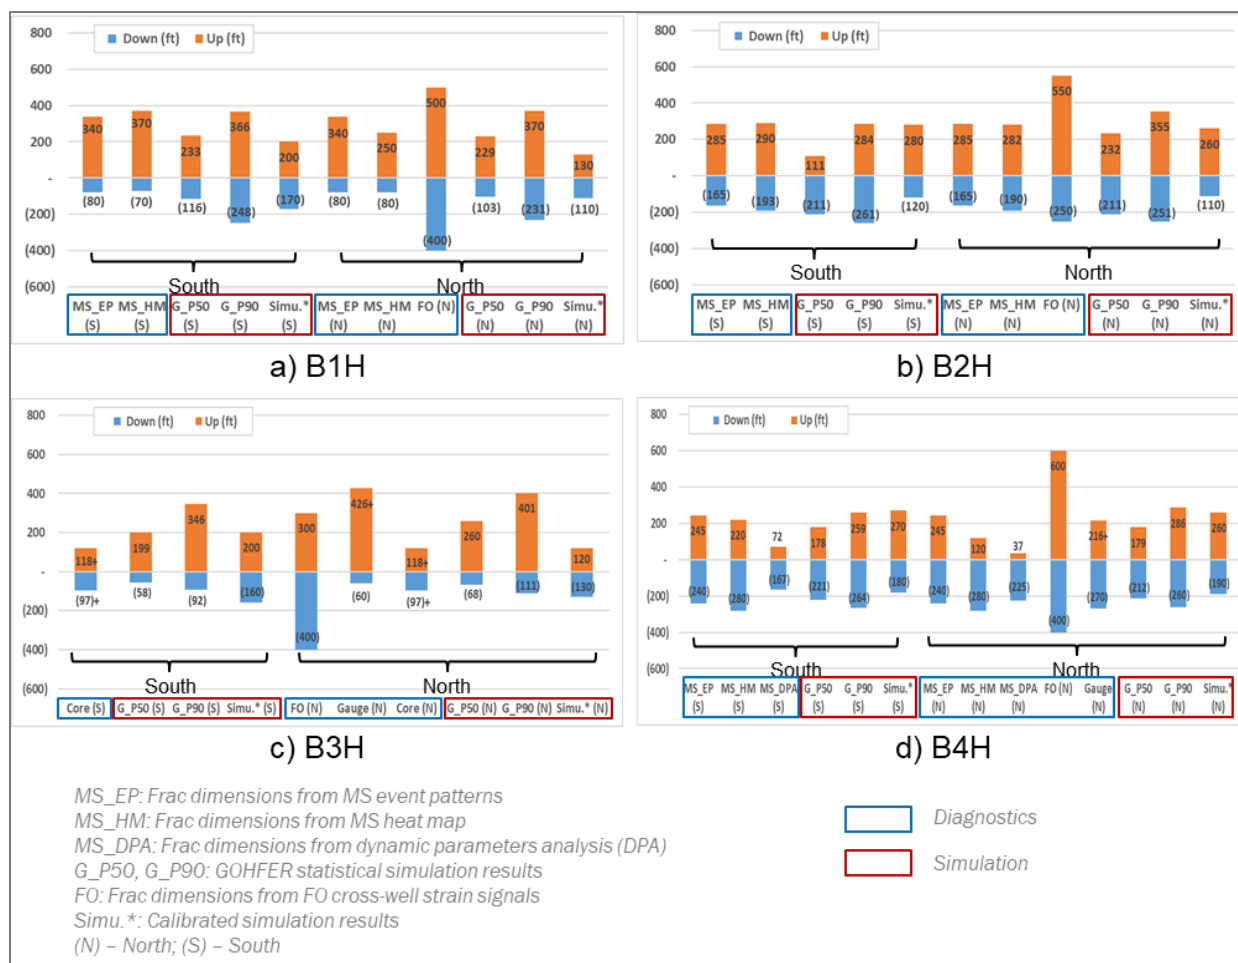 800
Down (ft) Up (ft)
600
400
200
-
(200)
(400)
(600)
340 370 233 366 200 340 250 500 229 370 130
(80) (70) (116) (248) (170) (80) (80) (400) (103) (231) (110)
South North
MS_EP (S) MS_HM (S) G_P50 (S) G_P90 (S) Simu.* (S) MS_EP (N) MS_HM (N) FO (N) G_P50 (N) G_P90 (N) Simu.* (N)
a) B1H
800
Down (ft) Up (ft)
600
400
200
-
(200)
(400)
(600)
285 290 111 284 280 285 282 550 232 355 260
(165) (193) (211) (261) (120) (165) (190) (250) (211) (251) (110)
South North
MS_EP (S) MS_HM (S) G_P50 (S) G_P90 (S) Simu.* (S) MS_EP (N) MS_HM (N) FO (N) G_P50 (N) G_P90 (N) Simu.* (N)
b) B2H
800
Down (ft) Up (ft)
600
400
200
-
(200)
(400)
(600)
118+ 199 346 200 300 426+ 118+ 260 401 120
(97)+ (58) (92) (160) (400) (60) (97)+ (68) (111) (130)
South North
Core (S) G_P50 (S) G_P90 (S) Simu.* (S) FO (N) Gauge (N) Core (N) G_P50 (N) G_P90 (N) Simu.* (N)
c) B3H
800
Down (ft) Up (ft)
600
400
200
-
(200)
(400)
(600)
245 220 72 178 259 270 245 120 37 600 216+ 179 286 260
(240) (280) (167) (221) (264) (180) (240) (280) (225) (400) (270) (212) (260) (190)
South North
MS_EP (S) MS_HM (S) MS_DPA (S) G_P50 (S) G_P90 (S) Simu.* (S) MS_EP (N) MS_HM (N) MS_DPA (N) FO (N) Gauge (N) G_P50 (N) G_P90 (N) Simu.* (N)
d) B4H
MS_EP: Frac dimensions from MS event patterns
MS_HM: Frac dimensions from MS heat map
MS_DPA: Frac dimensions from dynamic parameters analysis (DPA)
G_P50, G_P90: GOHFER statistical simulation results
FO: Frac dimensions from FO cross-well strain signals
Simu.*: Calibrated simulation results
(N) – North; (S) – South
Diagnostics
Simulation